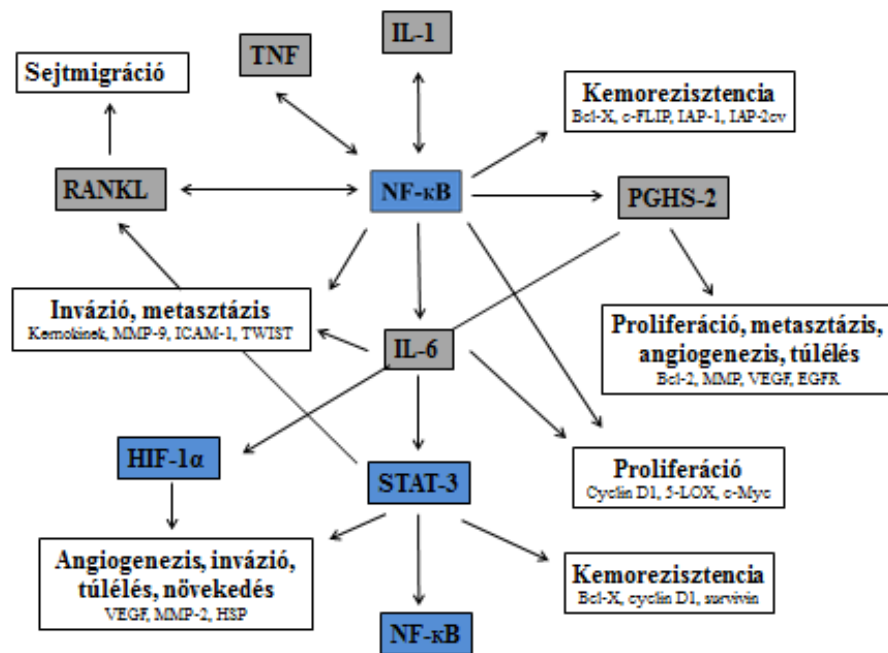 IL-1
TNF
Sejtmigráció
Kemorezisztencia
Bcl-X, c-FLIP, IAP-1, IAP-2cv
RANKL
NF-κB
PGHS-2
Invázió, metasztázis
Kemokinek, MMP-9, ICAM-1, TWIST
IL-6
Proliferáció, metasztázis,
angiogenezis, túlélés
Bcl-2, MMP, VEGF, EGFR
HIF-1α
STAT-3
Proliferáció
Cyclin D1, 5-LOX, c-Myc
Angiogenezis, invázió,
túlélés, növekedés
VEGF, MMP-2, HSP
Kemorezisztencia
Bcl-X, cyclin D1, survivin
NF-κB